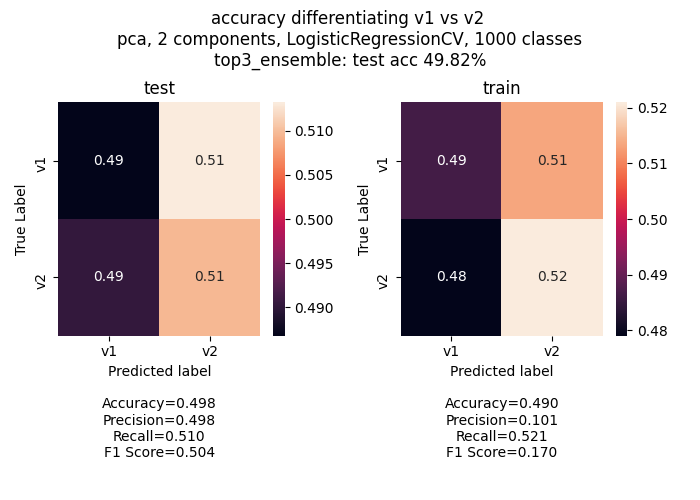 accuracy differentiating v1 vs v2
pca, 2 components, LogisticRegressionCV, 1000 classes
top3_ensemble: test acc 49.82%
test
True Label
v1
v2
0.49
0.51
0.49
0.51
v1
v2
Predicted label
0.510
0.505
0.500
0.495
0.490
Accuracy=0.498
Precision=0.498
Recall=0.510
F1 Score=0.504
train
True Label
v1
v2
0.49
0.51
0.48
0.52
v1
v2
Predicted label
0.52
0.51
0.50
0.49
0.48
Accuracy=0.490
Precision=0.101
Recall=0.521
F1 Score=0.170